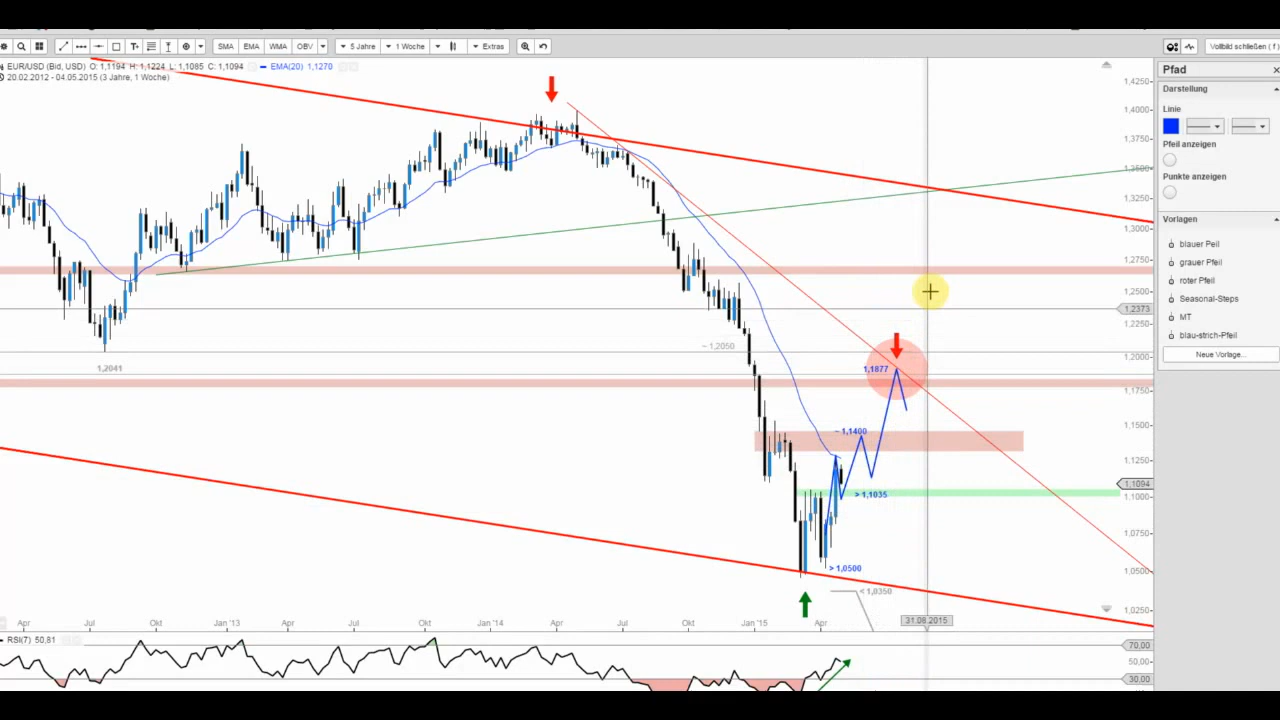 SMA EMA WMA OBV 5 Jahre 1 Woche Extras Vollbild schließen ( f )
EUR/USD (Bid, USD) O: 1,1194 H: 1,1224 L: 1,1085 C: 1,1094 EMA(20) 1,1270
20.02.2012 - 04.05.2015 (3 Jahre, 1 Woche)
Pfad
Darstellung
Linie
Pfeil anzeigen
Punkte anzeigen
Vorlagen
blauer Peil
grauer Pfeil
roter Pfeil
Seasonal-Steps
MT
blau-strich-Pfeil
Neue Vorlage...
1,4250
1,4000
1,3750
1,3500
1,3250
1,3000
1,2750
1,2500
1,2373
1,2250
1,2000
1,1750
1,1500
1,1250
1,1094
1,1000
1,0750
1,0500
1,0250
~ 1,2050
1,2041
1,1877
~ 1,1400
> 1,1035
> 1,0500
< 1,0350
Apr Jul Okt Jan '13 Apr Jul Okt Jan '14 Apr Jul Okt Jan '15 Apr 31.08.2015
RSI(7) 50,81
70,00
50,00
30,00